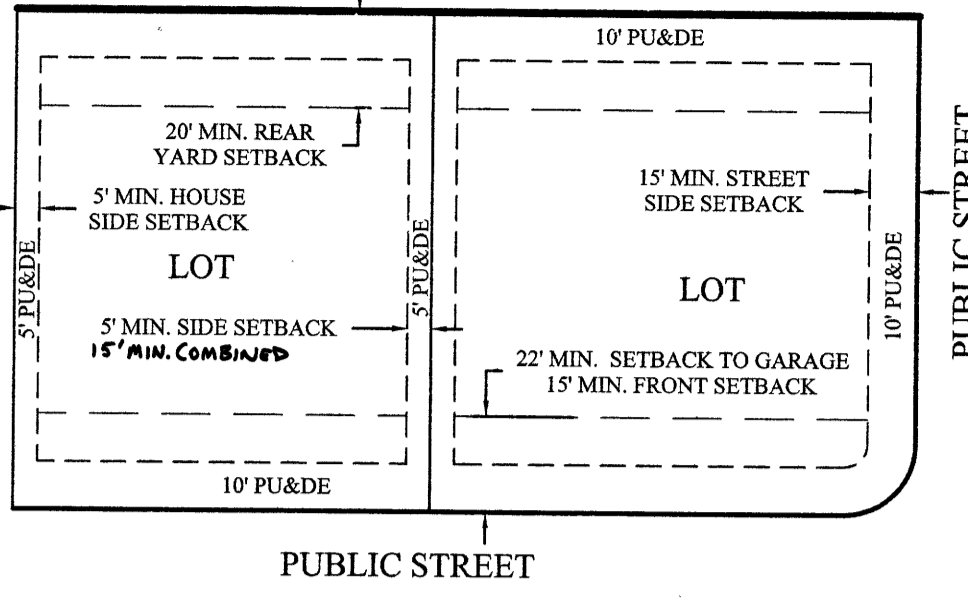 10' PU&DE
20' MIN. REAR
YARD SETBACK
5' MIN. HOUSE
SIDE SETBACK
15' MIN. STREET
SIDE SETBACK
PUBLIC STREET
5' PU&DE
LOT
5' PU&DE
LOT
10' PU&DE
5' MIN. SIDE SETBACK
15' MIN. COMBINED
22' MIN. SETBACK TO GARAGE
15' MIN. FRONT SETBACK
10' PU&DE
PUBLIC STREET